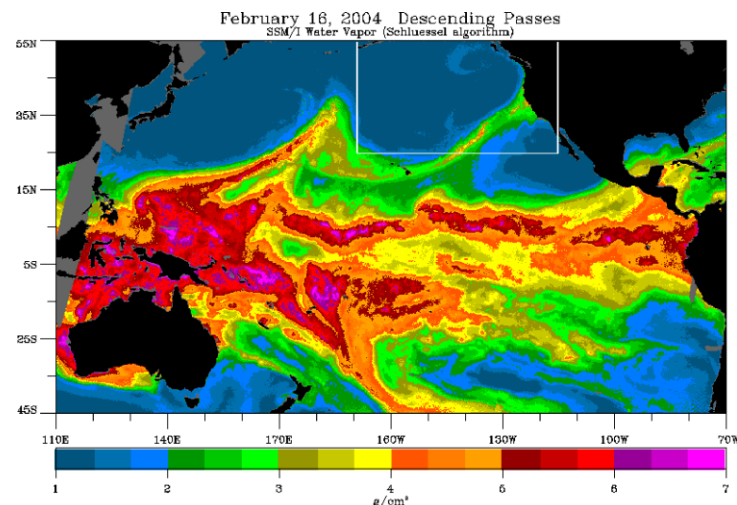 February 16, 2004 Descending Passes
SSM/I Water Vapor (Schluessel algorithm)
55N
35N
15N
5S
25S
45S
110E 140E 170E 160W 130W 100W 70W
1 2 3 4 5 6 7
g/cm²